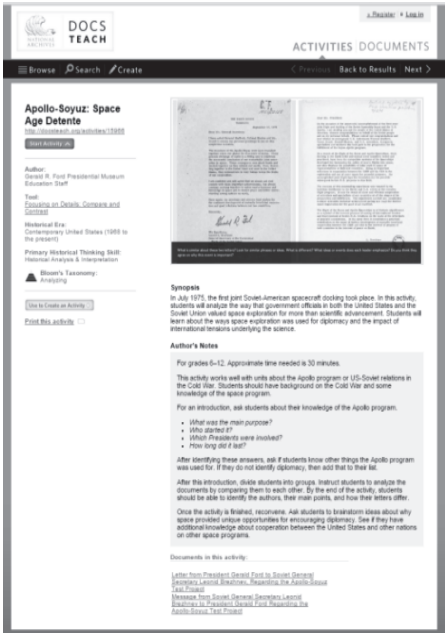 Register Log in
NATIONAL ARCHIVES
DOCS
TEACH
ACTIVITIES DOCUMENTS
Browse Search Create
Previous Back to Results Next
Apollo-Soyuz: Space
Age Detente
http://docsteach.org/activities/15966
Start Activity
Author:
Gerald R. Ford Presidential Museum
Education Staff
Tool:
Focusing on Details, Compare and
Contrast
Historical Era:
Contemporary United States (1968 to
the present)
Primary Historical Thinking Skill:
Historical Analysis & Interpretation
Bloom's Taxonomy:
Analyzing
Use to Create an Activity
Print this activity
Synopsis
In July 1975, the first joint Soviet-American spacecraft docking took place. In this activity,
students will analyze the way that government officials in both the United States and the
Soviet Union valued space exploration for more than scientific advancement. Students will
learn about the ways space exploration was used for diplomacy and the impact of
international tensions underlying the science.
Author's Notes
For grades 6–12. Approximate time needed is 30 minutes.
This activity works well with units about the Apollo program or US-Soviet relations in
the Cold War. Students should have background on the Cold War and some
knowledge of the space program.
For an introduction, ask students about their knowledge of the Apollo program.
• What was the main purpose?
• Who started it?
• Which Presidents were involved?
• How long did it last?
After identifying these answers, ask if students know other things the Apollo program
was used for. If they do not identify diplomacy, then add that to their list.
After this introduction, divide students into groups. Instruct students to analyze the
documents by comparing them to each other. By the end of the activity, students
should be able to identify the authors, their main points, and how their letters differ.
Once the activity is finished, reconvene. Ask students to brainstorm ideas about why
space provided unique opportunities for encouraging diplomacy. See if they have
additional knowledge about cooperation between the United States and other nations
on other space programs.
Documents in this activity:
Letter from President Gerald Ford to Soviet General
Secretary Leonid Brezhnev, Regarding the Apollo-Soyuz
Test Project
Message from Soviet General Secretary Leonid
Brezhnev to President Gerald Ford Regarding the
Apollo-Soyuz Test Project